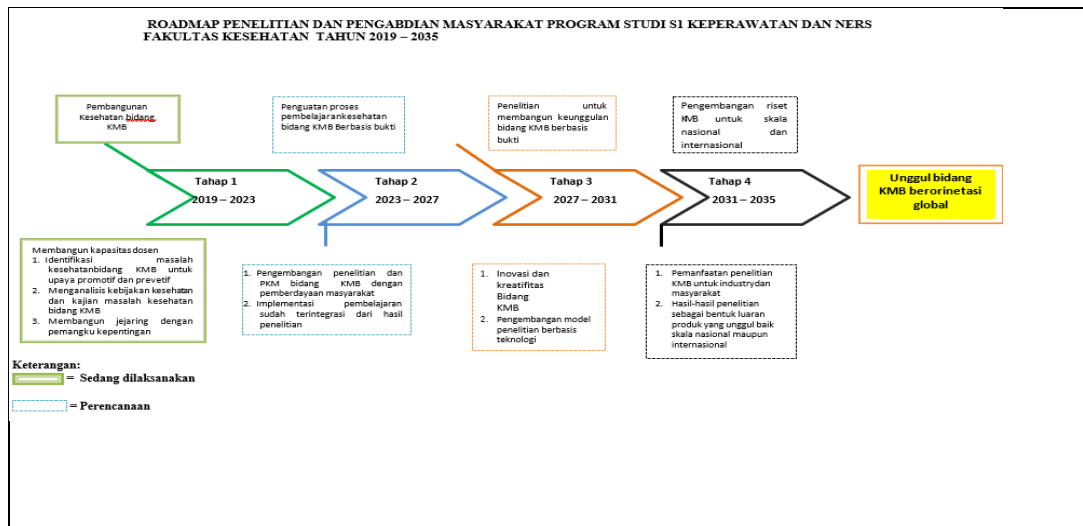 ROADMAP PENELITIAN DAN PENGABDIAN MASYARAKAT PROGRAM STUDI S1 KEPERAWATAN DAN NERS
FAKULTAS KESEHATAN TAHUN 2019 – 2035
Pembangunan
Kesehatan bidang
KMB
Penguatan proses
pembelajarankesehatan
bidang KMB Berbasis bukti
Penelitian untuk
membangun keunggulan
bidang KMB berbasis
bukti
Pengembangan riset
KMB untuk skala
nasional dan
internasional
Tahap 1
2019 – 2023
Tahap 2
2023 – 2027
Tahap 3
2027 – 2031
Tahap 4
2031 – 2035
Unggul bidang
KMB berorinetasi
global
Membangun kapasitas dosen
1. Identifikasi masalah
kesehatanbidang KMB untuk
upaya promotif dan prevetif
2. Menganalisis kebijakan kesehatan
dan kajian masalah kesehatan
bidang KMB
3. Membangun jejaring dengan
pemangku kepentingan
1. Pengembangan penelitian dan
PKM bidang KMB dengan
pemberdayaan masyarakat
2. Implementasi pembelajaran
sudah terintegrasi dari hasil
penelitian
1. Inovasi dan
kreatifitas
Bidang
KMB
2. Pengembangan model
penelitian berbasis
teknologi
1. Pemanfaatan penelitian
KMB untuk industrydan
masyarakat
2. Hasil-hasil penelitian
sebagai bentuk luaran
produk yang unggul baik
skala nasional maupun
internasional
Keterangan:
= Sedang dilaksanakan
= Perencanaan